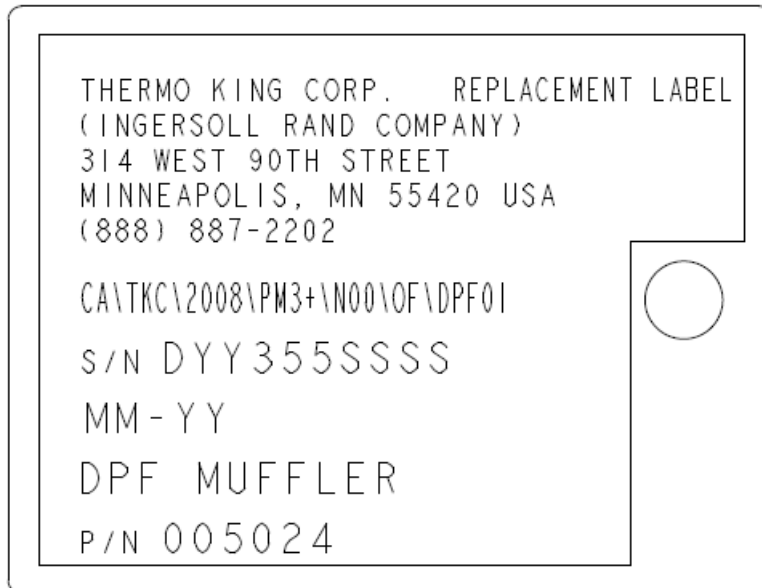 THERMO KING CORP. REPLACEMENT LABEL
(INGERSOLL RAND COMPANY)
314 WEST 90TH STREET
MINNEAPOLIS, MN 55420 USA
(888) 887-2202
CA\TKC\2008\PM3+\N00\OF\DPF01
S/N DYY355SSSS
MM-YY
DPF MUFFLER
P/N 005024